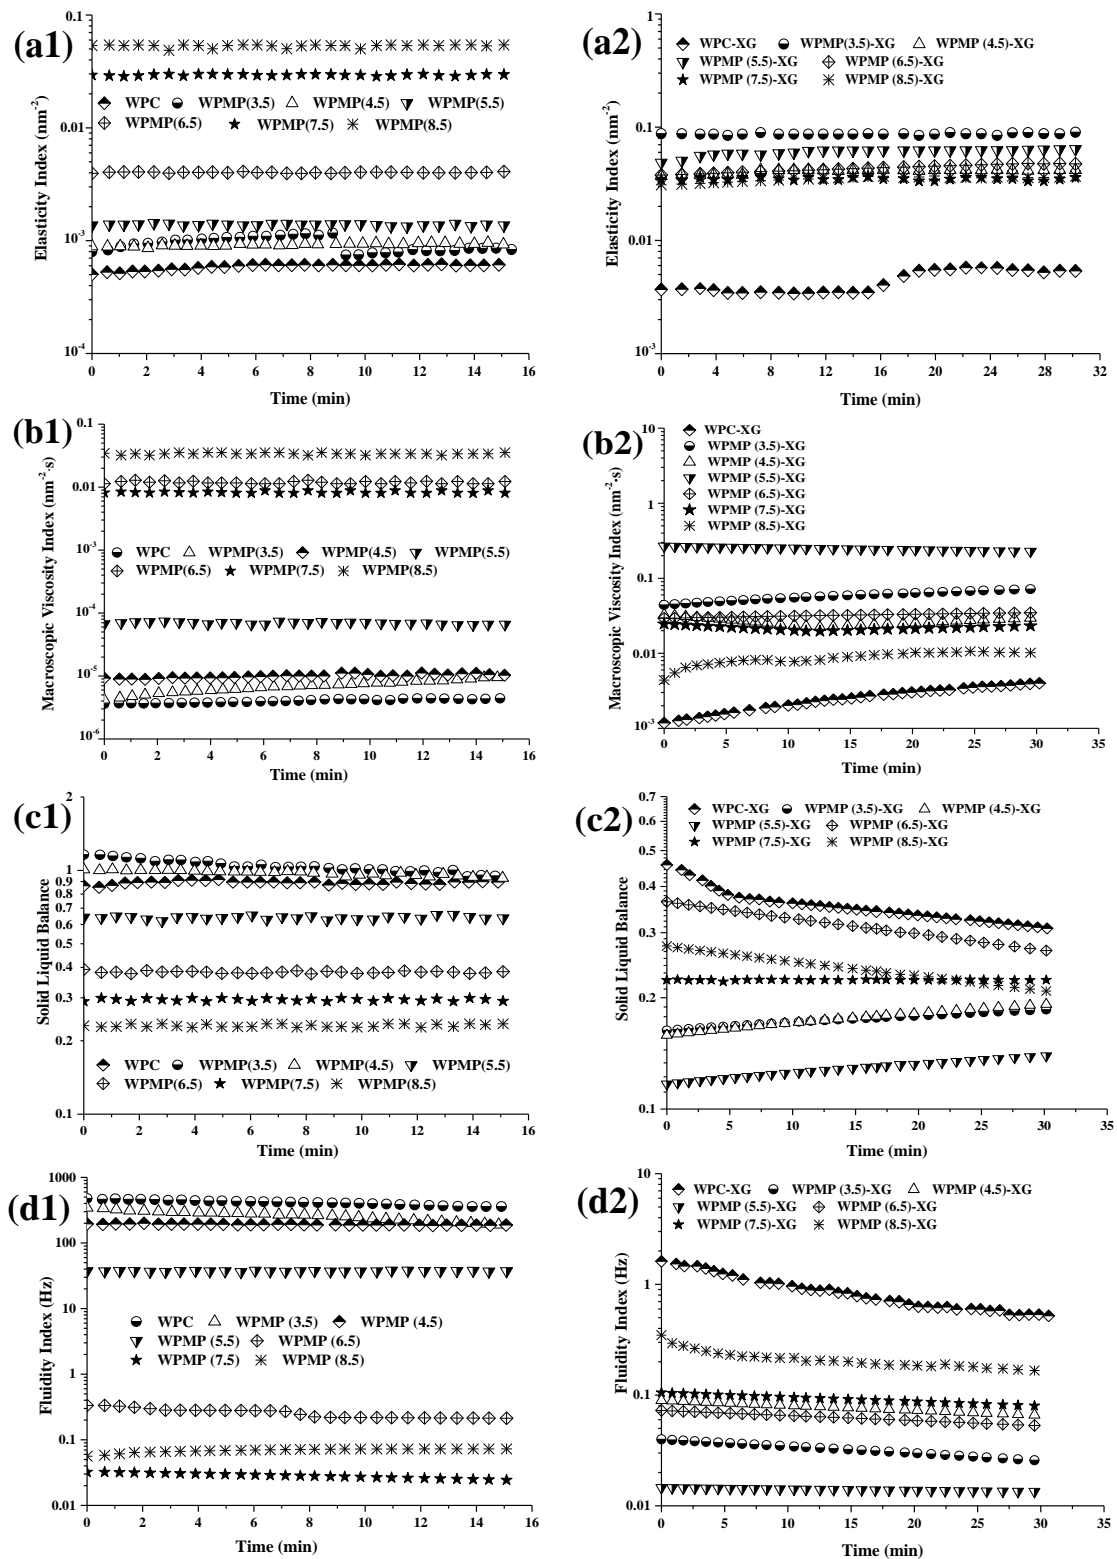 (a1)
0.1
0.01
10⁻³
10⁻⁴
Elasticity Index (nm⁻²)
WPC WPMP(3.5) WPMP(4.5) WPMP(5.5)
WPMP(6.5) WPMP(7.5) WPMP(8.5)
0 2 4 6 8 10 12 14 16
Time (min)
(a2)
1
0.1
0.01
10⁻³
Elasticity Index (nm⁻²)
WPC-XG WPMP(3.5)-XG WPMP (4.5)-XG
WPMP (5.5)-XG WPMP (6.5)-XG
WPMP (7.5)-XG WPMP (8.5)-XG
0 4 8 12 16 20 24 28 32
Time (min)
(b1)
0.1
0.01
10⁻³
10⁻⁴
10⁻⁵
10⁻⁶
Macroscopic Viscosity Index (nm⁻²·s)
WPC WPMP(3.5) WPMP(4.5) WPMP(5.5)
WPMP(6.5) WPMP(7.5) WPMP(8.5)
0 2 4 6 8 10 12 14 16
Time (min)
(b2)
10
1
0.1
0.01
10⁻³
Macroscopic Viscosity Index (nm⁻²·s)
WPC-XG
WPMP (3.5)-XG
WPMP (4.5)-XG
WPMP (5.5)-XG
WPMP (6.5)-XG
WPMP (7.5)-XG
WPMP (8.5)-XG
0 5 10 15 20 25 30 35
Time (min)
(c1)
2
1
0.9
0.8
0.7
0.6
0.5
0.4
0.3
0.2
0.1
Solid Liquid Balance
WPC WPMP(3.5) WPMP(4.5) WPMP(5.5)
WPMP(6.5) WPMP(7.5) WPMP(8.5)
0 2 4 6 8 10 12 14 16
Time (min)
(c2)
0.7
0.6
0.5
0.4
0.3
0.2
0.1
Solid Liquid Balance
WPC-XG WPMP (3.5)-XG WPMP (4.5)-XG
WPMP (5.5)-XG WPMP (6.5)-XG
WPMP (7.5)-XG WPMP (8.5)-XG
0 5 10 15 20 25 30 35
Time (min)
(d1)
1000
100
10
1
0.1
0.01
Fluidity Index (Hz)
WPC WPMP (3.5) WPMP (4.5)
WPMP (5.5) WPMP (6.5)
WPMP (7.5) WPMP (8.5)
0 2 4 6 8 10 12 14 16
Time (min)
(d2)
10
1
0.1
0.01
Fluidity Index (Hz)
WPC-XG WPMP (3.5)-XG WPMP (4.5)-XG
WPMP (5.5)-XG WPMP (6.5)-XG
WPMP (7.5)-XG WPMP (8.5)-XG
0 5 10 15 20 25 30 35
Time (min)